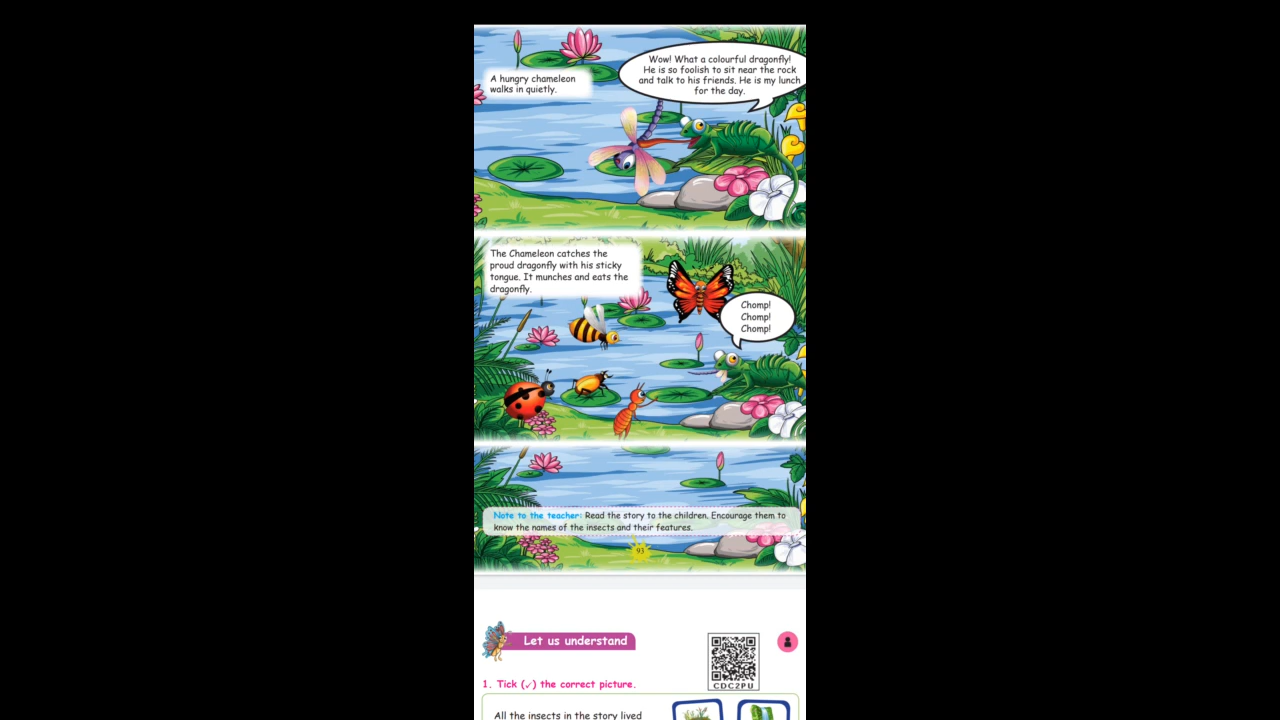 Wow! What a colourful dragonfly!
He is so foolish to sit near the rock
and talk to his friends. He is my lunch
for the day.
A hungry chameleon
walks in quietly.
The Chameleon catches the
proud dragonfly with his sticky
tongue. It munches and eats the
dragonfly.
Chomp!
Chomp!
Chomp!
Note to the teacher: Read the story to the children. Encourage them to
know the names of the insects and their features.
93
Let us understand
CDC2PU
1. Tick (✓) the correct picture.
All the insects in the story lived